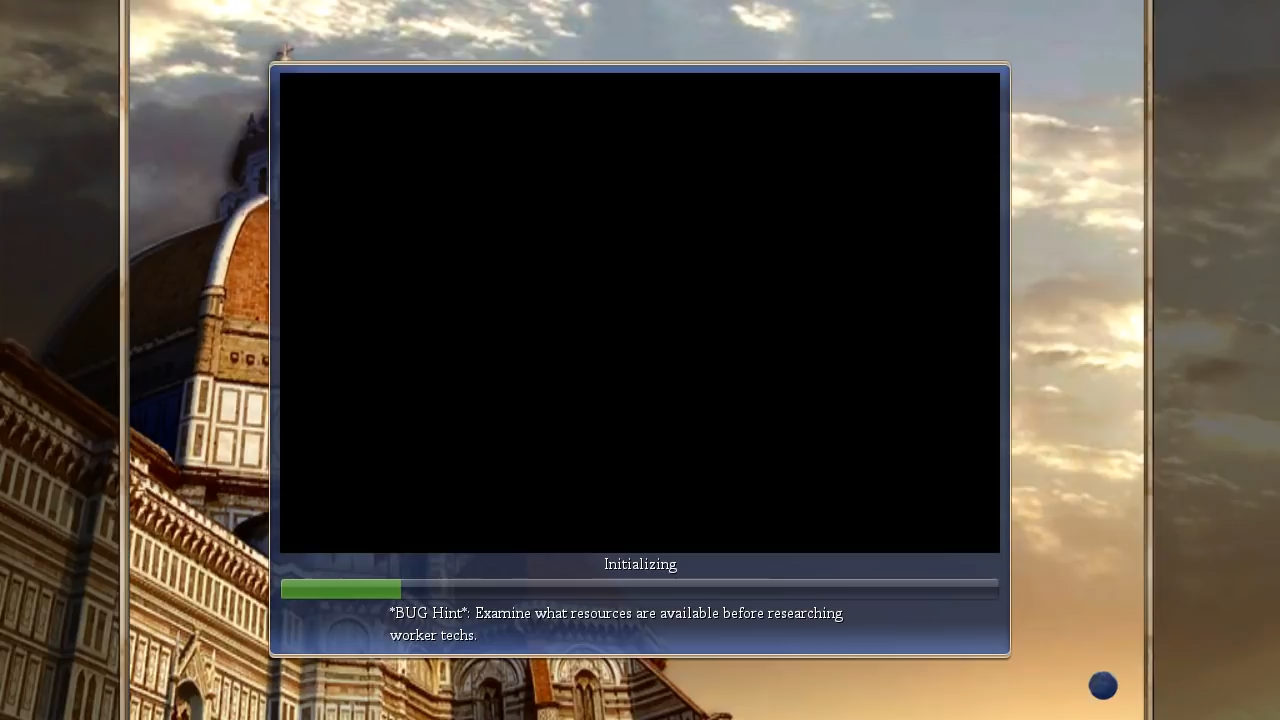 Initializing
*BUG Hint*: Examine what resources are available before researching
worker techs.